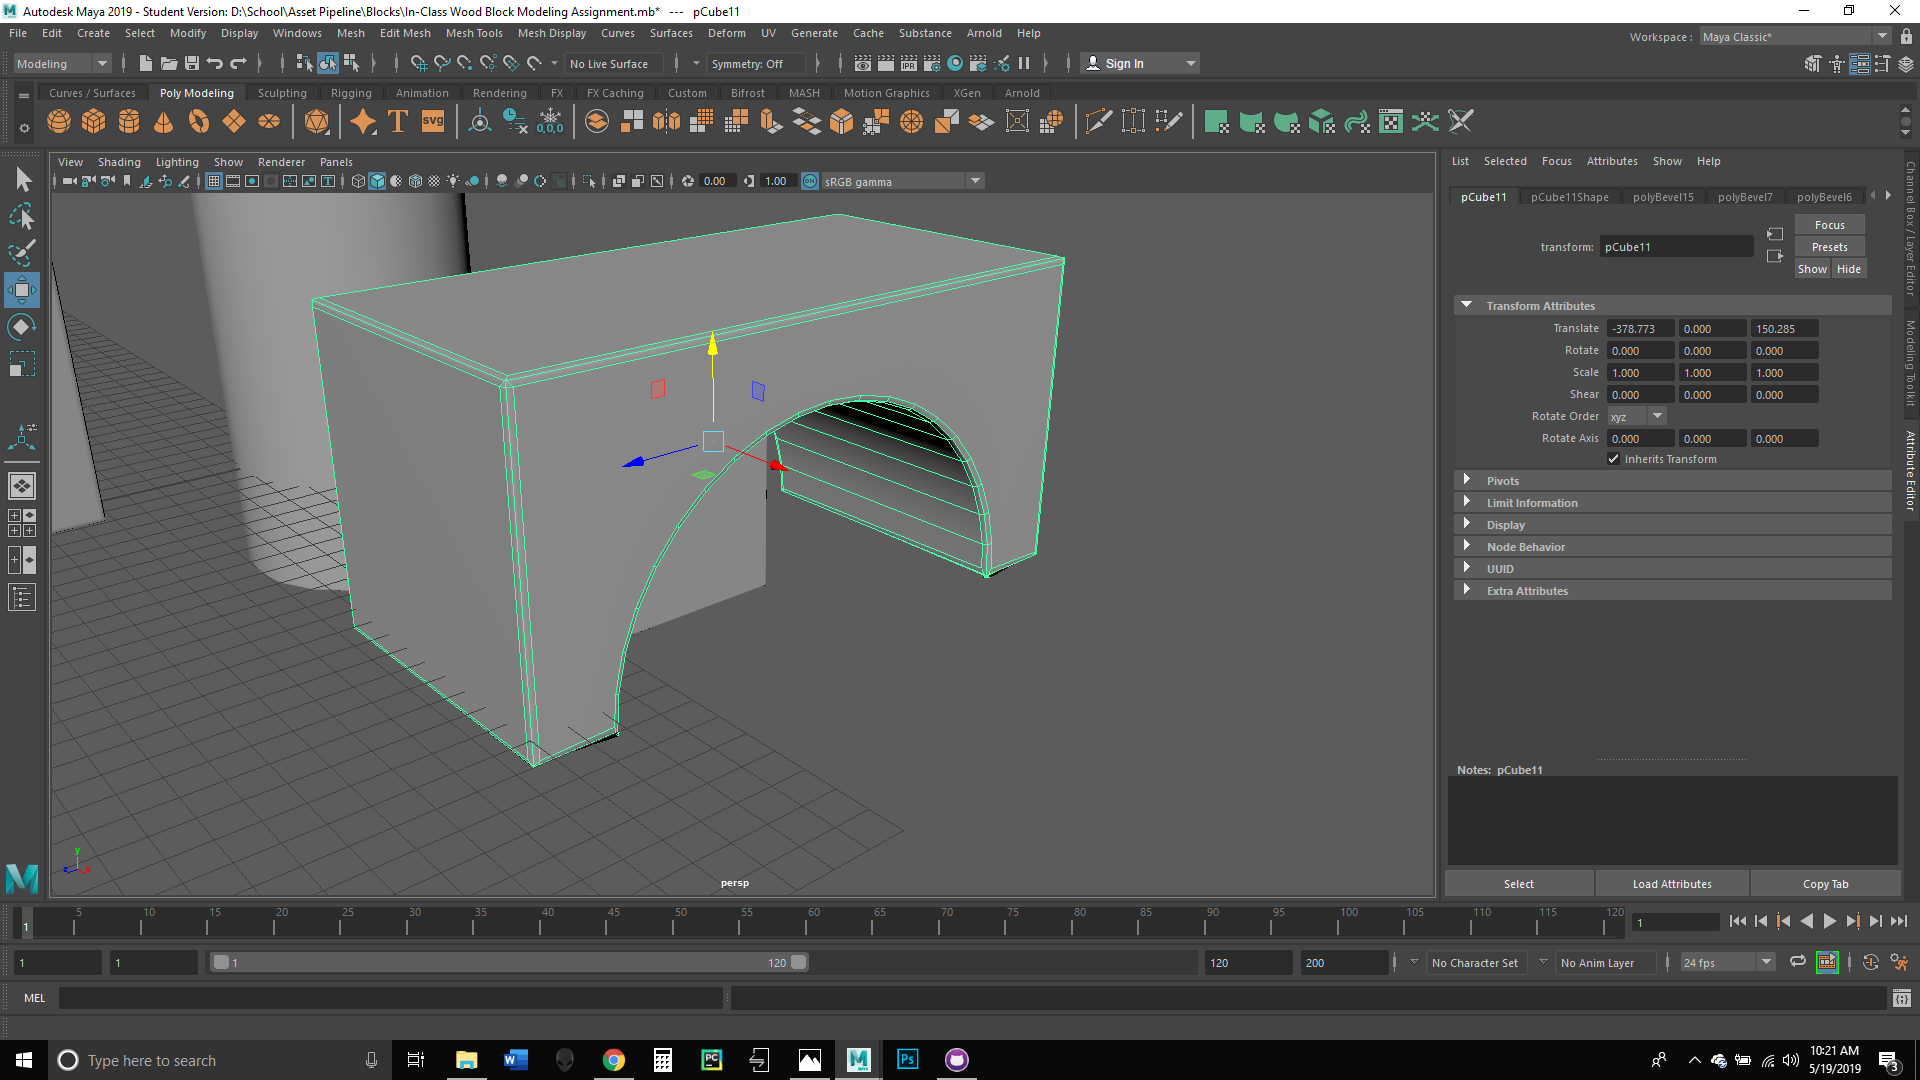 Autodesk Maya 2019 - Student Version: D:\School\Asset Pipeline\Blocks\In-Class Wood Block Modeling Assignment.mb* --- pCube11
File Edit Create Select Modify Display Windows Mesh Edit Mesh Mesh Tools Mesh Display Curves Surfaces Deform UV Generate Cache Substance Arnold Help
Workspace : Maya Classic*
Modeling No Live Surface Symmetry: Off IPR Sign In
Curves / Surfaces Poly Modeling Sculpting Rigging Animation Rendering FX FX Caching Custom Bifrost MASH Motion Graphics XGen Arnold
T svg 0,0,0
View Shading Lighting Show Renderer Panels
0.00 1.00 ON sRGB gamma
List Selected Focus Attributes Show Help
pCube11 pCube11Shape polyBevel15 polyBevel7 polyBevel6
transform: pCube11
Focus
Presets
Show Hide
Transform Attributes
Translate -378.773 0.000 150.285
Rotate 0.000 0.000 0.000
Scale 1.000 1.000 1.000
Shear 0.000 0.000 0.000
Rotate Order xyz
Rotate Axis 0.000 0.000 0.000
Inherits Transform
Pivots
Limit Information
Display
Node Behavior
UUID
Extra Attributes
Notes: pCube11
Select Load Attributes Copy Tab
Channel Box / Layer Editor
Modeling Toolkit
Attribute Editor
y
z x
persp
M
1 5 10 15 20 25 30 35 40 45 50 55 60 65 70 75 80 85 90 95 100 105 110 115 120 1
1 1 1 120 120 200 No Character Set No Anim Layer 24 fps
MEL
Type here to search
10:21 AM
5/19/2019
3